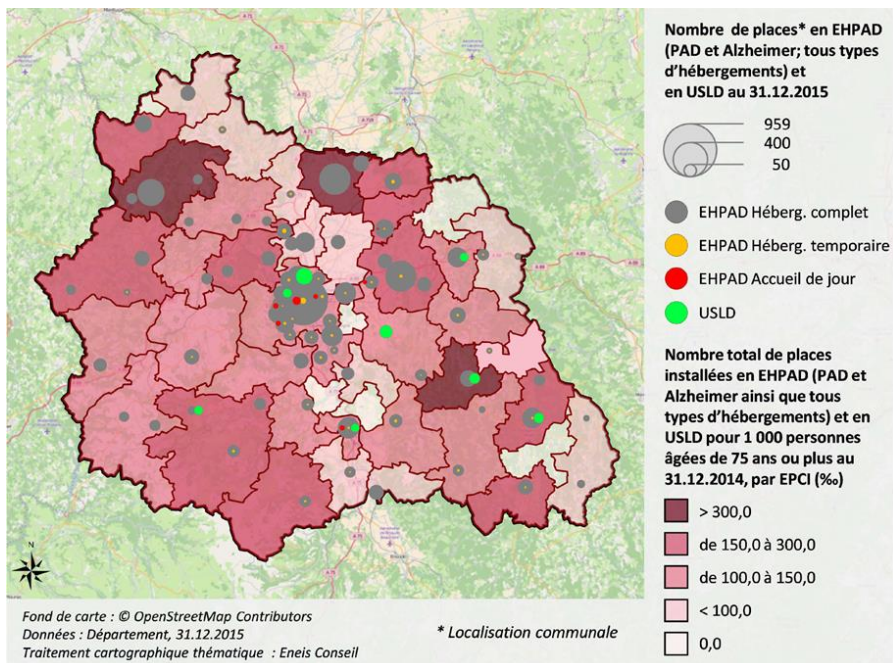 Nombre de places* en EHPAD
(PAD et Alzheimer; tous types
d'hébergements) et
en USLD au 31.12.2015
959
400
50
EHPAD Héberg. complet
EHPAD Héberg. temporaire
EHPAD Accueil de jour
USLD
Nombre total de places
installées en EHPAD (PAD et
Alzheimer ainsi que tous
types d'hébergements) et en
USLD pour 1 000 personnes
âgées de 75 ans ou plus au
31.12.2014, par EPCI (‰)
> 300,0
de 150,0 à 300,0
de 100,0 à 150,0
< 100,0
0,0
N
Fond de carte : © OpenStreetMap Contributors
Données : Département, 31.12.2015
Traitement cartographique thématique : Eneis Conseil
* Localisation communale